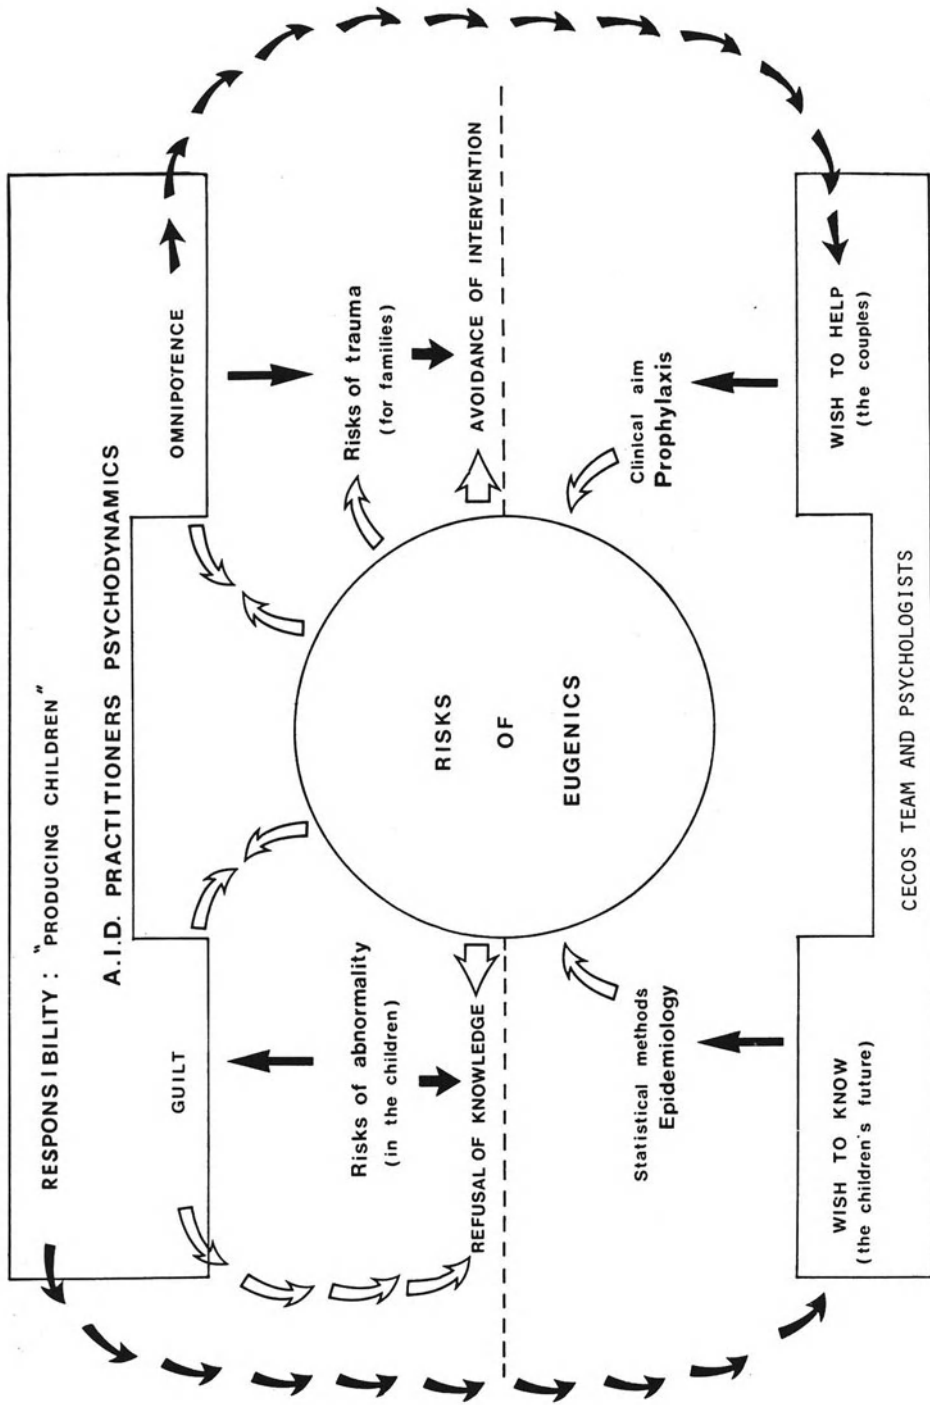 RESPONSIBILITY : "PRODUCING CHILDREN"
A.I.D. PRACTITIONERS PSYCHODYNAMICS
GUILT
OMNIPOTENCE
Risks of abnormality
(in the children)
Risks of trauma
(for families)
REFUSAL OF KNOWLEDGE
AVOIDANCE OF INTERVENTION
RISKS
OF
EUGENICS
Statistical methods
Epidemiology
Clinical aim
Prophylaxis
WISH TO KNOW
(the children's future)
WISH TO HELP
(the couples)
CECOS TEAM AND PSYCHOLOGISTS